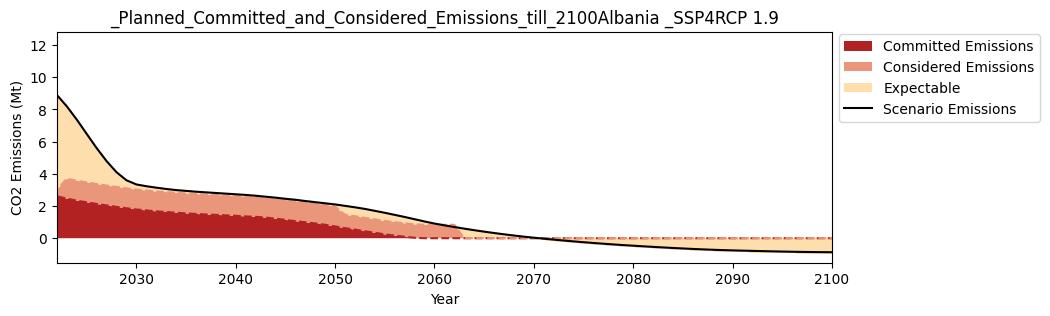 _Planned_Committed_and_Considered_Emissions_till_2100Albania _SSP4RCP 1.9
12
10
8
6
4
2
0
CO2 Emissions (Mt)
2030 2040 2050 2060 2070 2080 2090 2100
Year
Committed Emissions
Considered Emissions
Expectable
Scenario Emissions